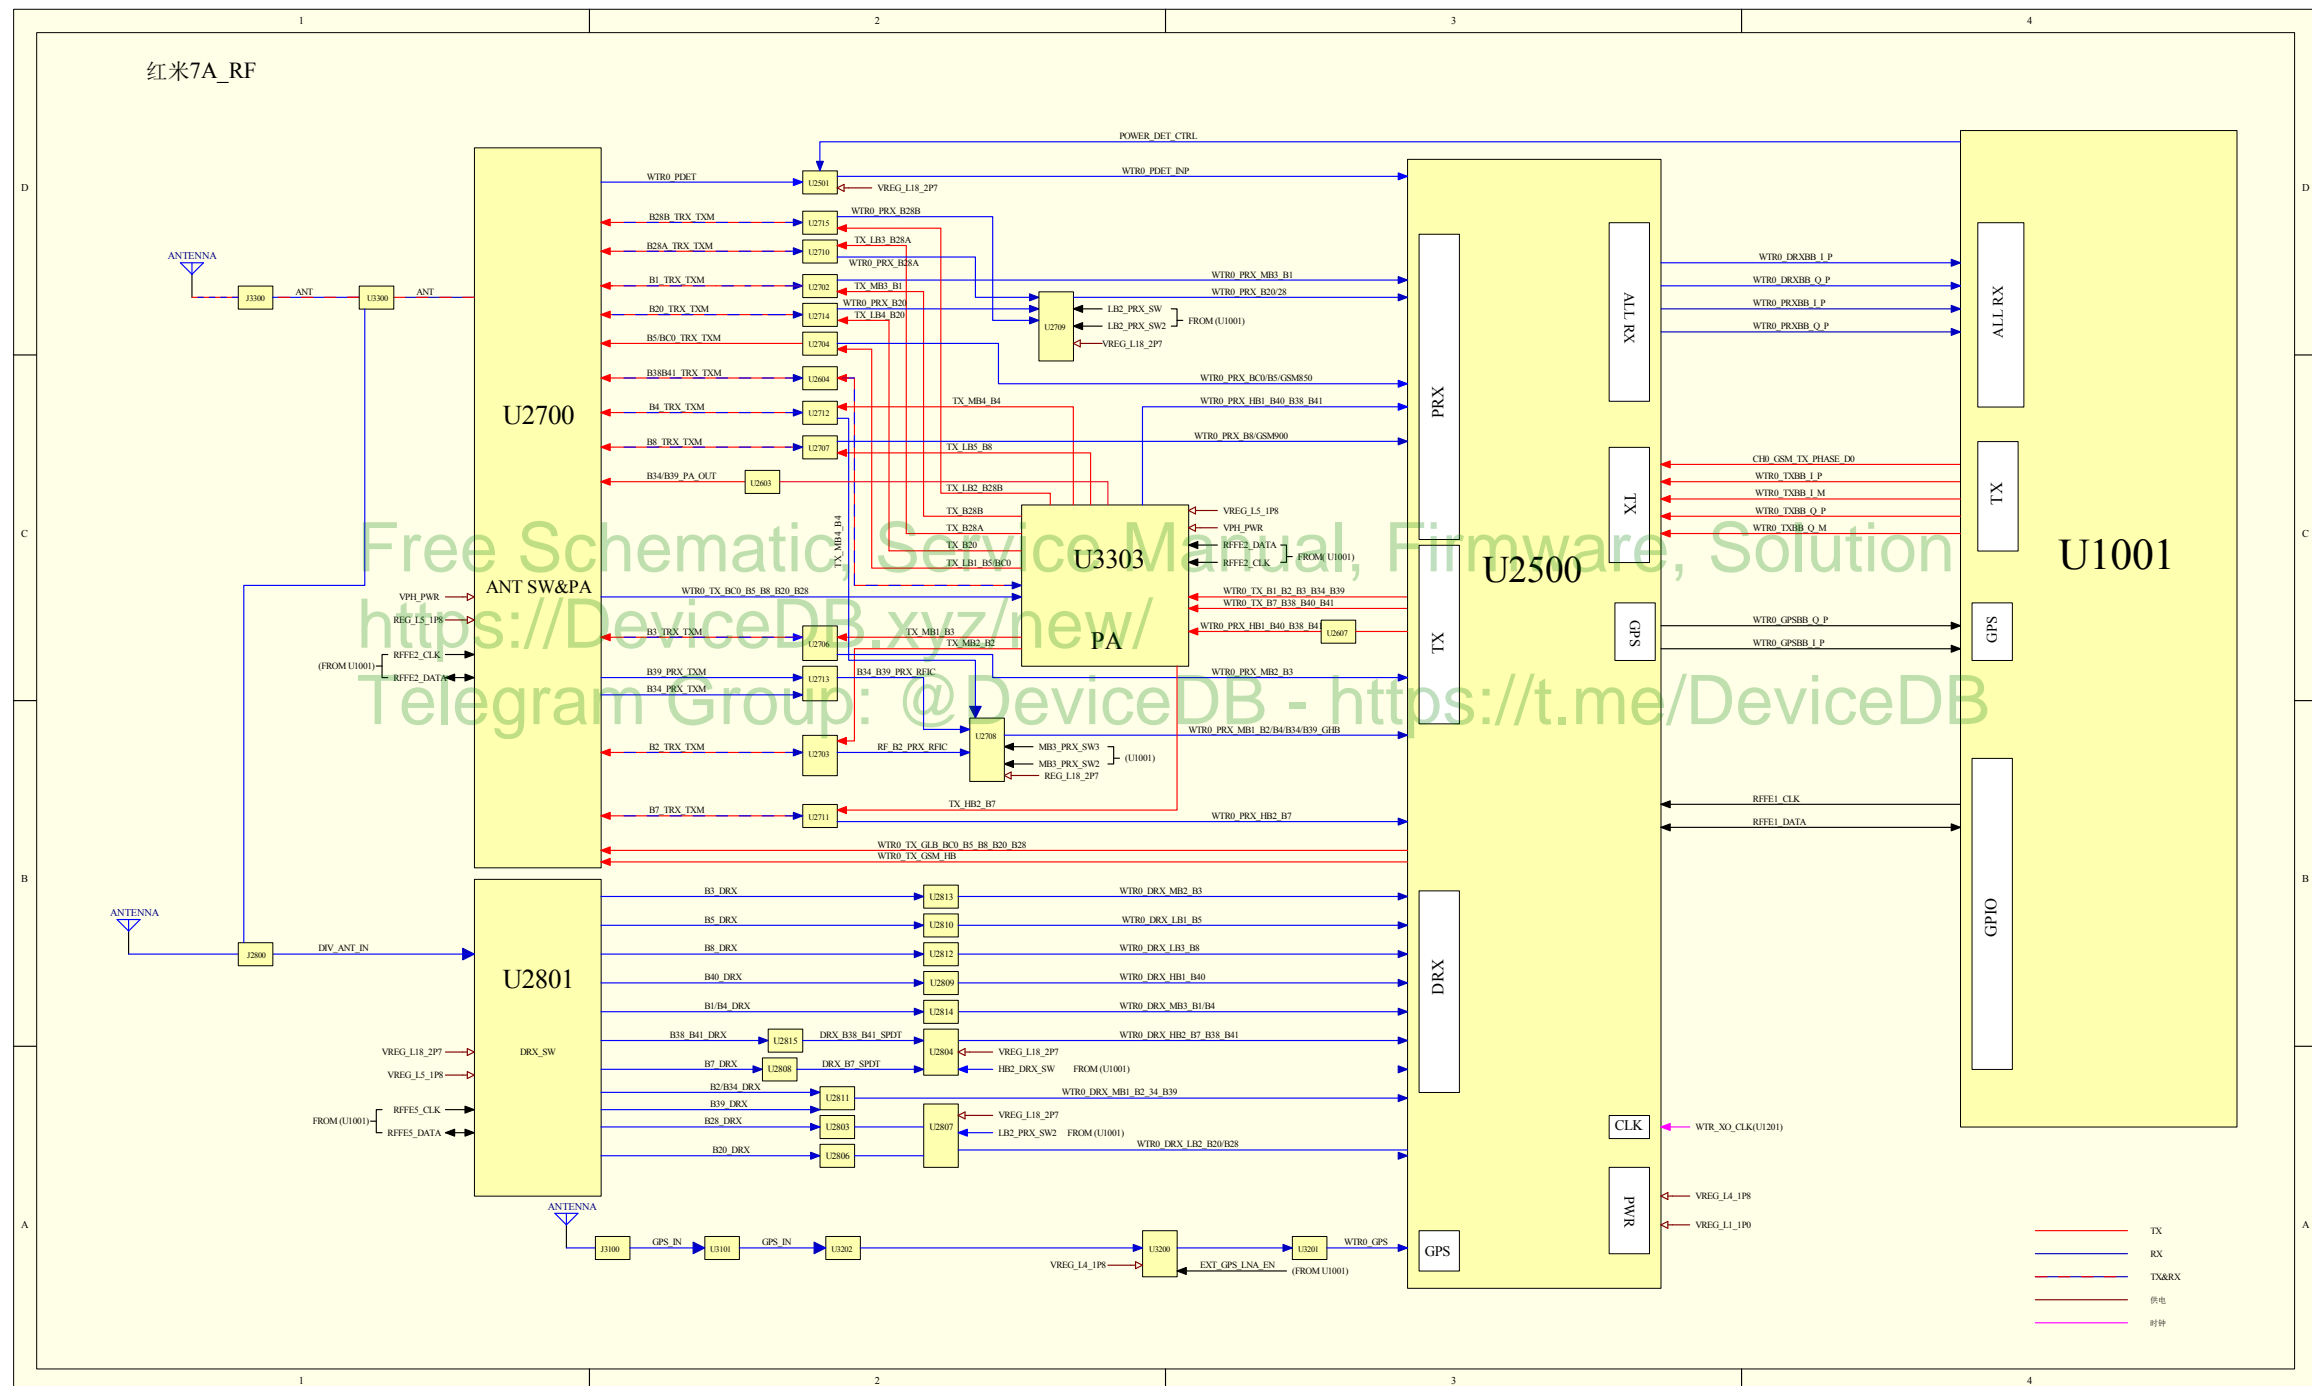 1
2
3
4
红米7A_RF
D
D
C
C
B
B
A
A
POWER_DET_CTRL
WTR0_PDET
U2501
WTR0_PDET_INP
VREG_L18_2P7
B28B_TRX_TXM
U2715
WTR0_PRX_B28B
B28A_TRX_TXM
U2710
TX_LB3_B28A
WTR0_PRX_B28A
ANTENNA
J3300
ANT
U3300
ANT
B1_TRX_TXM
U2702
TX_MB3_B1
WTR0_PRX_MB3_B1
B20_TRX_TXM
U2714
WTR0_PRX_B20
TX_LB4_B20
WTR0_PRX_B20/28
U2709
LB2_PRX_SW
LB2_PRX_SW2
FROM (U1001)
VREG_L18_2P7
B5/BC0_TRX_TXM
U2704
B38B41_TRX_TXM
U2604
WTR0_PRX_BC0/B5/GSM850
B4_TRX_TXM
U2712
TX_MB4_B4
WTR0_PRX_HB1_B40_B38_B41
B8_TRX_TXM
U2707
TX_LB5_B8
WTR0_PRX_B8/GSM900
B34/B39_PA_OUT
U2603
TX_LB2_B28B
TX_B28B
TX_B28A
TX_B20
TX_LB1_B5/BC0
TX_MB4_B4
U2700
ANT SW&PA
VPH_PWR
REG_L5_1P8
RFFE2_CLK
(FROM U1001)
RFFE2_DATA
U3303
PA
VREG_L5_1P8
VPH_PWR
RFFE2_DATA
RFFE2_CLK
FROM( U1001)
WTR0_TX_B1_B2_B3_B34_B39
WTR0_TX_B7_B38_B40_B41
WTR0_PRX_HB1_B40_B38_B41
U2607
WTR0_TX_BC0_B5_B8_B20_B28
B3_TRX_TXM
U2706
TX_MB1_B3
TX_MB2_B2
B39_PRX_TXM
U2713
B34_B39_PRX_RFIC
WTR0_PRX_MB2_B3
B34_PRX_TXM
U2708
WTR0_PRX_MB1_B2/B4/B34/B39_GHB
B2_TRX_TXM
U2703
RF_B2_PRX_RFIC
MB3_PRX_SW3
MB3_PRX_SW2
(U1001)
REG_L18_2P7
B7_TRX_TXM
U2711
TX_HB2_B7
WTR0_PRX_HB2_B7
WTR0_TX_GLB_BC0_B5_B8_B20_B28
WTR0_TX_GSM_HB
U2500
PRX
TX
DRX
GPS
ALL RX
TX
GPS
CLK
PWR
WTR0_DRXBB_I_P
WTR0_DRXBB_Q_P
WTR0_PRXBB_I_P
WTR0_PRXBB_Q_P
CH0_GSM_TX_PHASE_D0
WTR0_TXBB_I_P
WTR0_TXBB_I_M
WTR0_TXBB_Q_P
WTR0_TXBB_Q_M
WTR0_GPSBB_Q_P
WTR0_GPSBB_I_P
RFFE1_CLK
RFFE1_DATA
WTR_XO_CLK(U1201)
VREG_L4_1P8
VREG_L1_1P0
U1001
ALL RX
TX
GPS
GPIO
Free Schematic, Service Manual, Firmware, Solution
https://DeviceDB.xyz/new/
Telegram Group: @DeviceDB - https://t.me/DeviceDB
ANTENNA
J2800
DIV_ANT_IN
U2801
DRX_SW
VREG_L18_2P7
VREG_L5_1P8
RFFE5_CLK
FROM (U1001)
RFFE5_DATA
B3_DRX
U2813
WTR0_DRX_MB2_B3
B5_DRX
U2810
WTR0_DRX_LB1_B5
B8_DRX
U2812
WTR0_DRX_LB3_B8
B40_DRX
U2809
WTR0_DRX_HB1_B40
B1/B4_DRX
U2814
WTR0_DRX_MB3_B1/B4
B38_B41_DRX
U2815
DRX_B38_B41_SPDT
U2804
WTR0_DRX_HB2_B7_B38_B41
VREG_L18_2P7
B7_DRX
U2808
DRX_B7_SPDT
HB2_DRX_SW
FROM (U1001)
B2/B34_DRX
U2811
WTR0_DRX_MB1_B2_34_B39
B39_DRX
B28_DRX
U2803
U2807
VREG_L18_2P7
LB2_PRX_SW2
FROM (U1001)
B20_DRX
U2806
WTR0_DRX_LB2_B20/B28
ANTENNA
J3100
GPS_IN
U3101
GPS_IN
U3202
U3200
VREG_L4_1P8
EXT_GPS_LNA_EN
(FROM U1001)
U3201
WTR0_GPS
TX
RX
TX&RX
供电
时钟
1
2
3
4